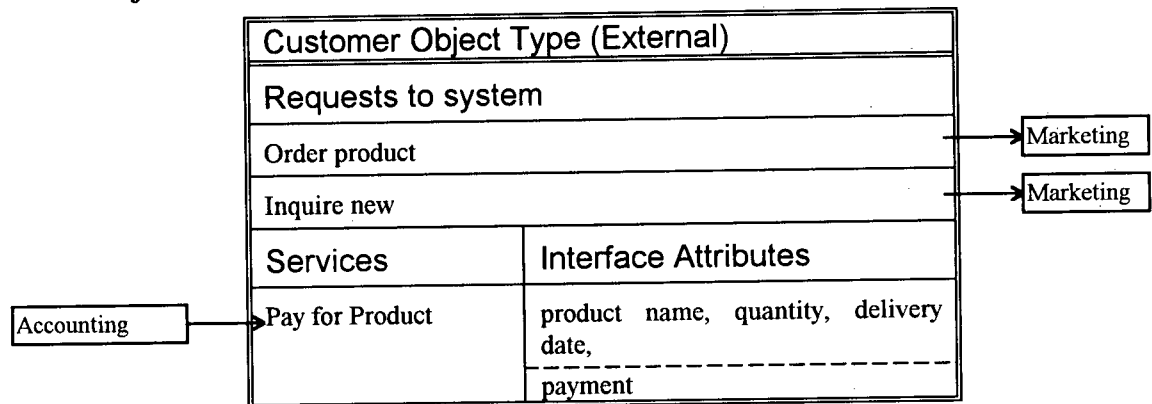 Customer Object Type (External)
Requests to system
Order product
Marketing
Inquire new
Marketing
Services
Interface Attributes
Accounting
Pay for Product
product name, quantity, delivery
date,
payment